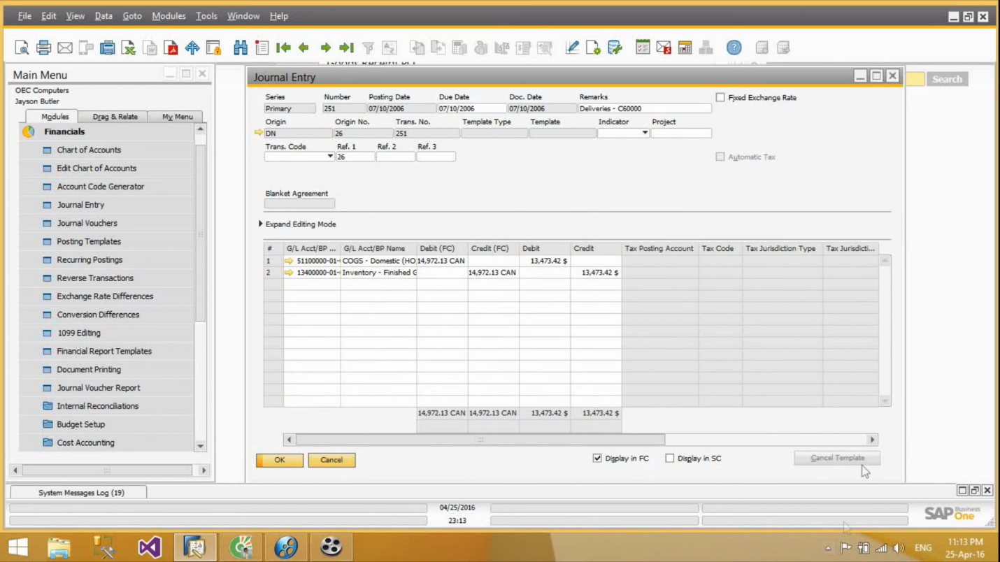 File Edit View Data Goto Modules Tools Window Help
Main Menu
OEC Computers
Jayson Butler
Modules Drag & Relate My Menu
Financials
Chart of Accounts
Edit Chart of Accounts
Account Code Generator
Journal Entry
Journal Vouchers
Posting Templates
Recurring Postings
Reverse Transactions
Exchange Rate Differences
Conversion Differences
1099 Editing
Financial Report Templates
Document Printing
Journal Voucher Report
Internal Reconciliations
Budget Setup
Cost Accounting
Search
Journal Entry
Series Number Posting Date Due Date Doc. Date Remarks
Primary 251 07/10/2006 07/10/2006 07/10/2006 Deliveries - C60000
Fixed Exchange Rate
Origin Origin No. Trans. No. Template Type Template Indicator Project
DN 26 251
Trans. Code Ref. 1 Ref. 2 Ref. 3
26
Automatic Tax
Blanket Agreement
Expand Editing Mode
# G/L Acct/BP ... G/L Acct/BP Name Debit (FC) Credit (FC) Debit Credit Tax Posting Account Tax Code Tax Jurisdiction Type Tax Jurisdicti...
1 51100000-01- COGS - Domestic (HO 14,972.13 CAN 13,473.42 $
2 13400000-01- Inventory - Finished G 14,972.13 CAN 13,473.42 $
14,972.13 CAN 14,972.13 CAN 13,473.42 $ 13,473.42 $
OK Cancel Display in FC Display in SC Cancel Template
System Messages Log (19)
04/25/2016
23:13
SAP Business One
ENG 11:13 PM
25-Apr-16